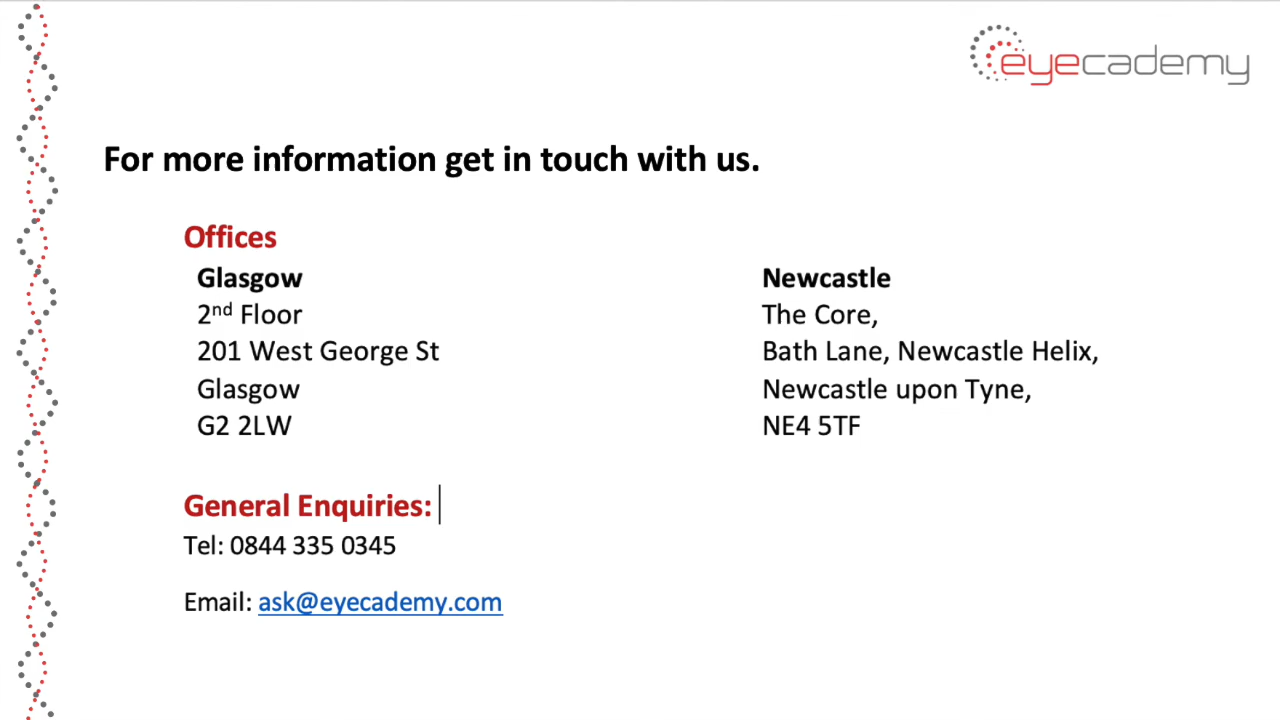 eyecademy
For more information get in touch with us.
Offices
Glasgow
2nd Floor
201 West George St
Glasgow
G2 2LW
Newcastle
The Core,
Bath Lane, Newcastle Helix,
Newcastle upon Tyne,
NE4 5TF
General Enquiries:
Tel: 0844 335 0345
Email: ask@eyecademy.com